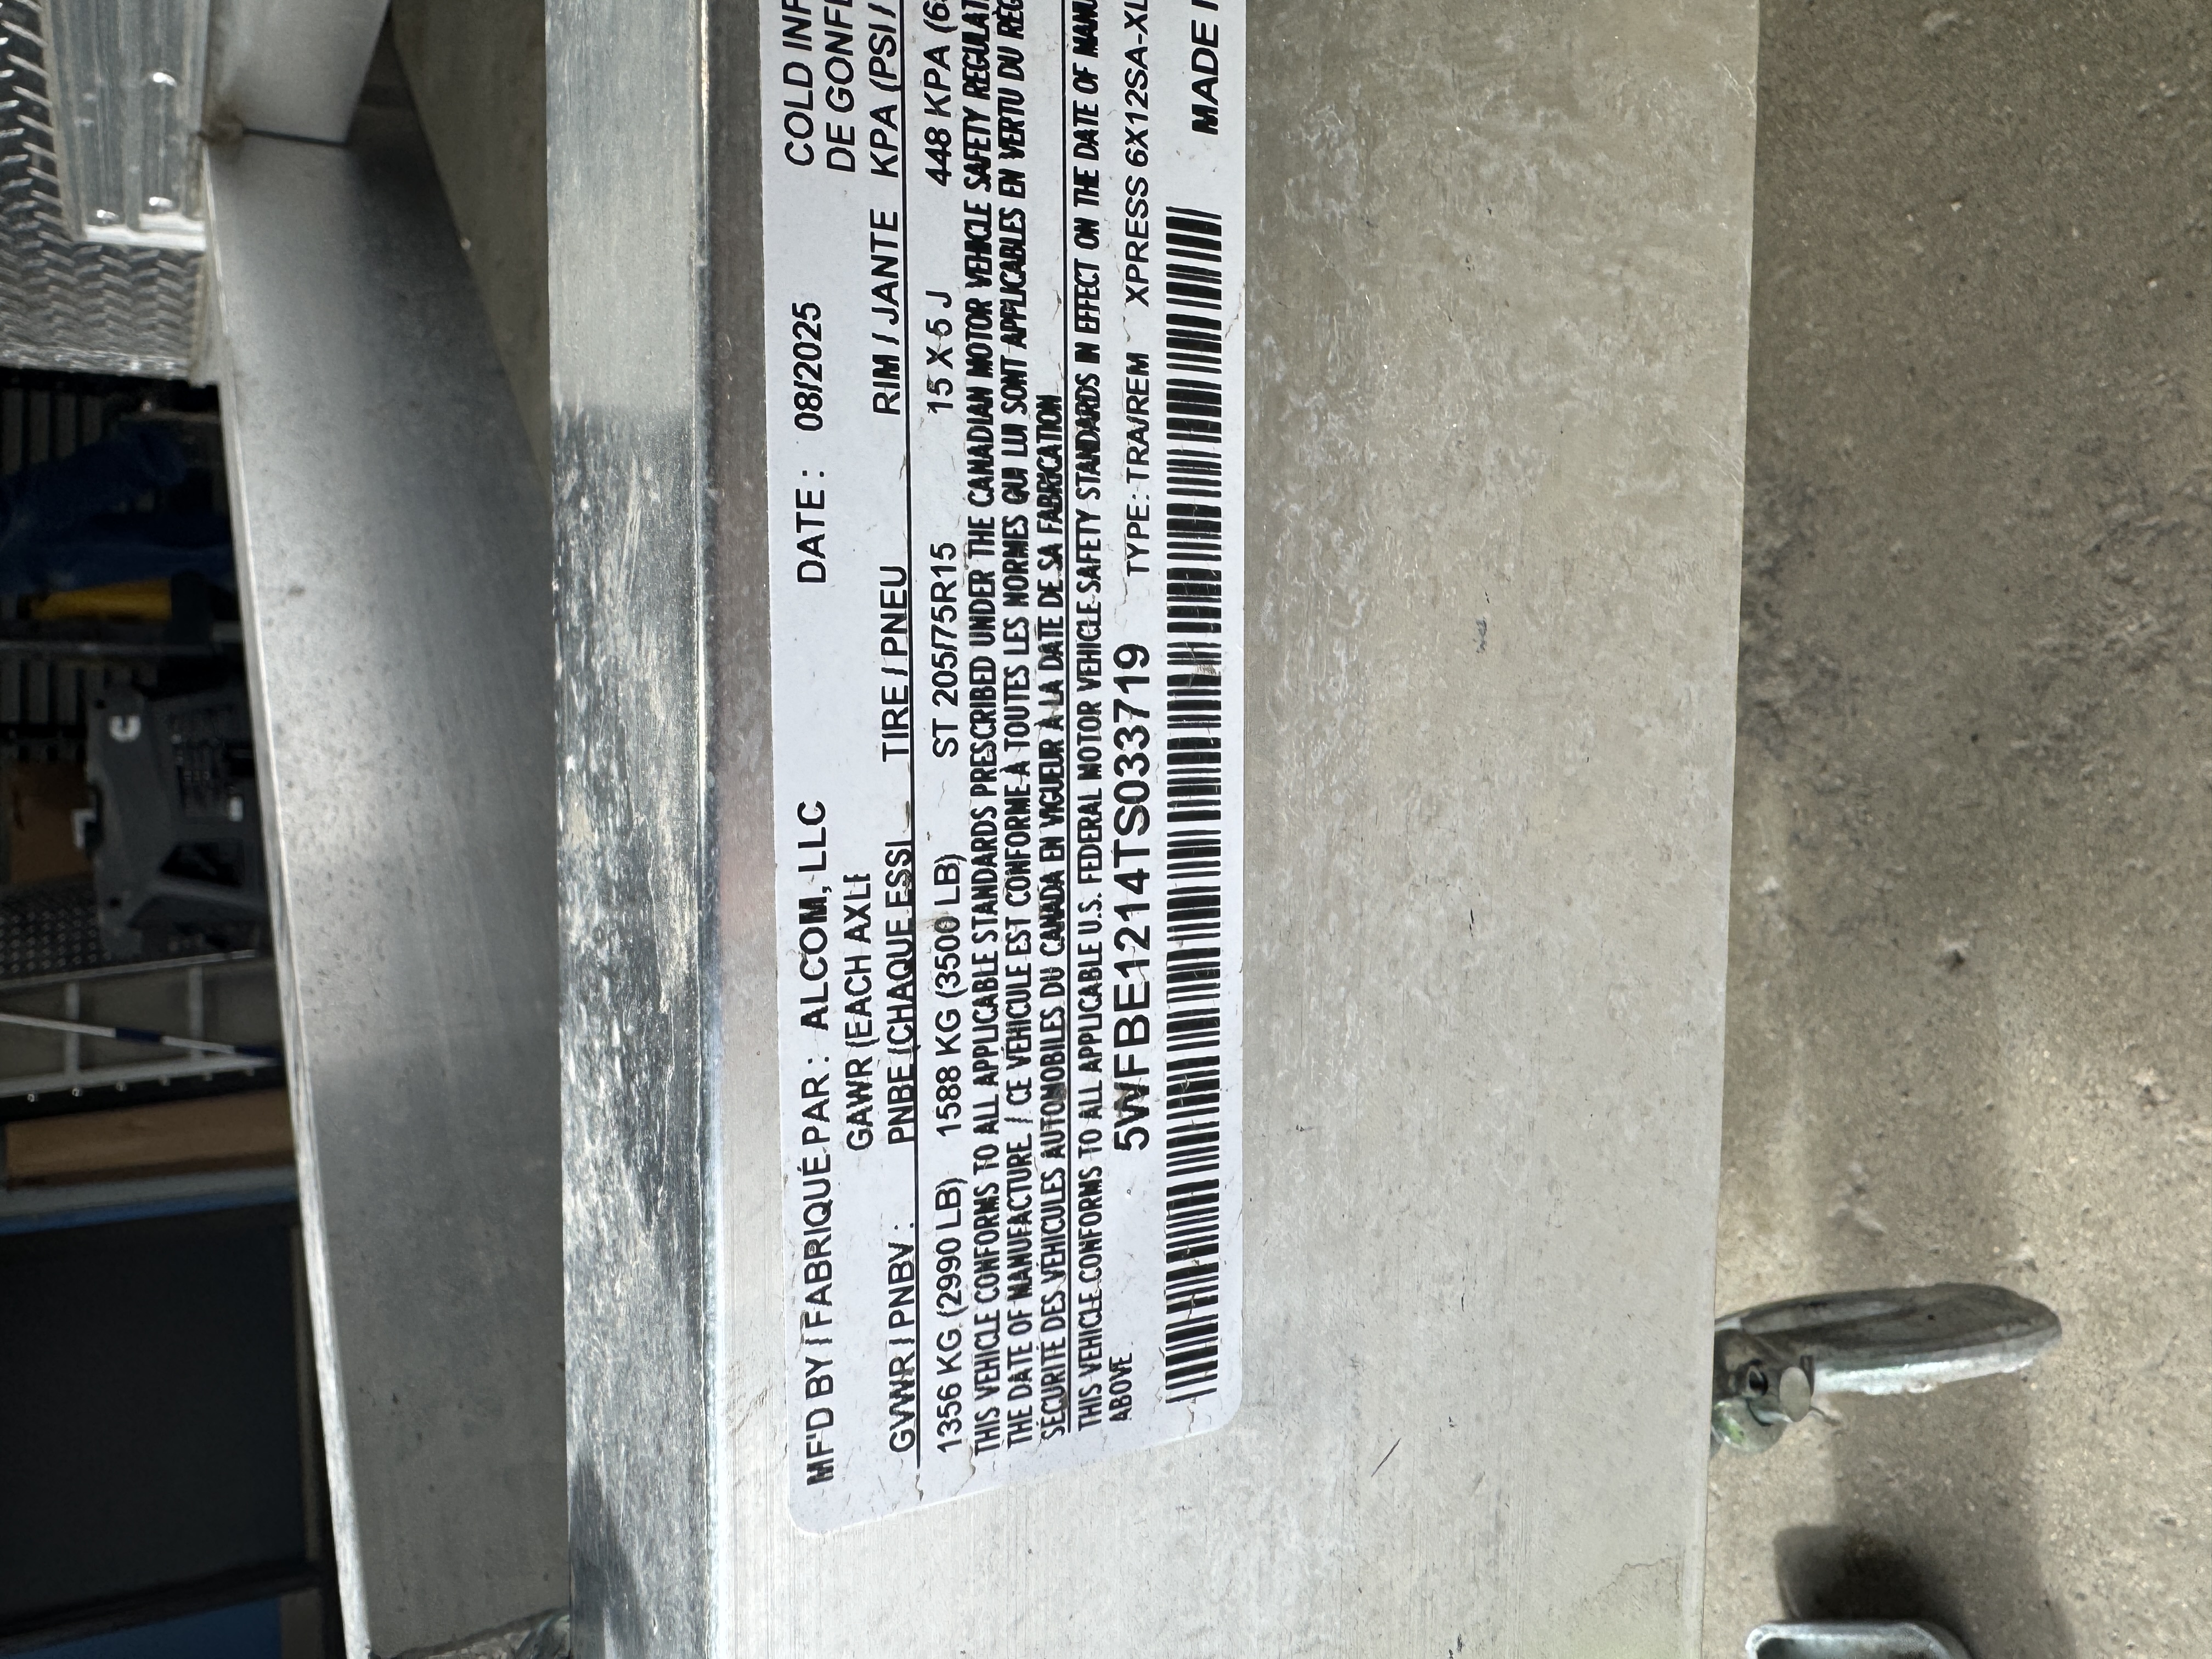 MF'D BY / FABRIQUÉ PAR : ALCOM, LLC DATE : 08/2025 COLD INF
GAWR (EACH AXLE DE GONFL
GVWR / PNBV : PNBE (CHAQUE ESSI TIRE / PNEU RIM / JANTE KPA (PSI /
1356 KG (2990 LB) 1588 KG (3500 LB) ST 205/75R15 15 X 5 J 448 KPA (6
THIS VEHICLE CONFORMS TO ALL APPLICABLE STANDARDS PRESCRIBED UNDER THE CANADIAN MOTOR VEHICLE SAFETY REGULAT
THE DATE OF MANUFACTURE. / CE VEHICULE EST CONFORME A TOUTES LES NORMES QUI LUI SONT APPLICABLES EN VERTU DU REG
SECURITE DES VEHICULES AUTOMOBILES DU CANADA EN VIGUEUR À LA DATE DE SA FABRICATION
THIS VEHICLE CONFORMS TO ALL APPLICABLE U.S. FEDERAL MOTOR VEHICLE SAFETY STANDARDS IN EFFECT ON THE DATE OF MANU
ABOVE. 5WFBE1214TS033719 TYPE: TRA/REM XPRESS 6X12SA-XL
MADE I